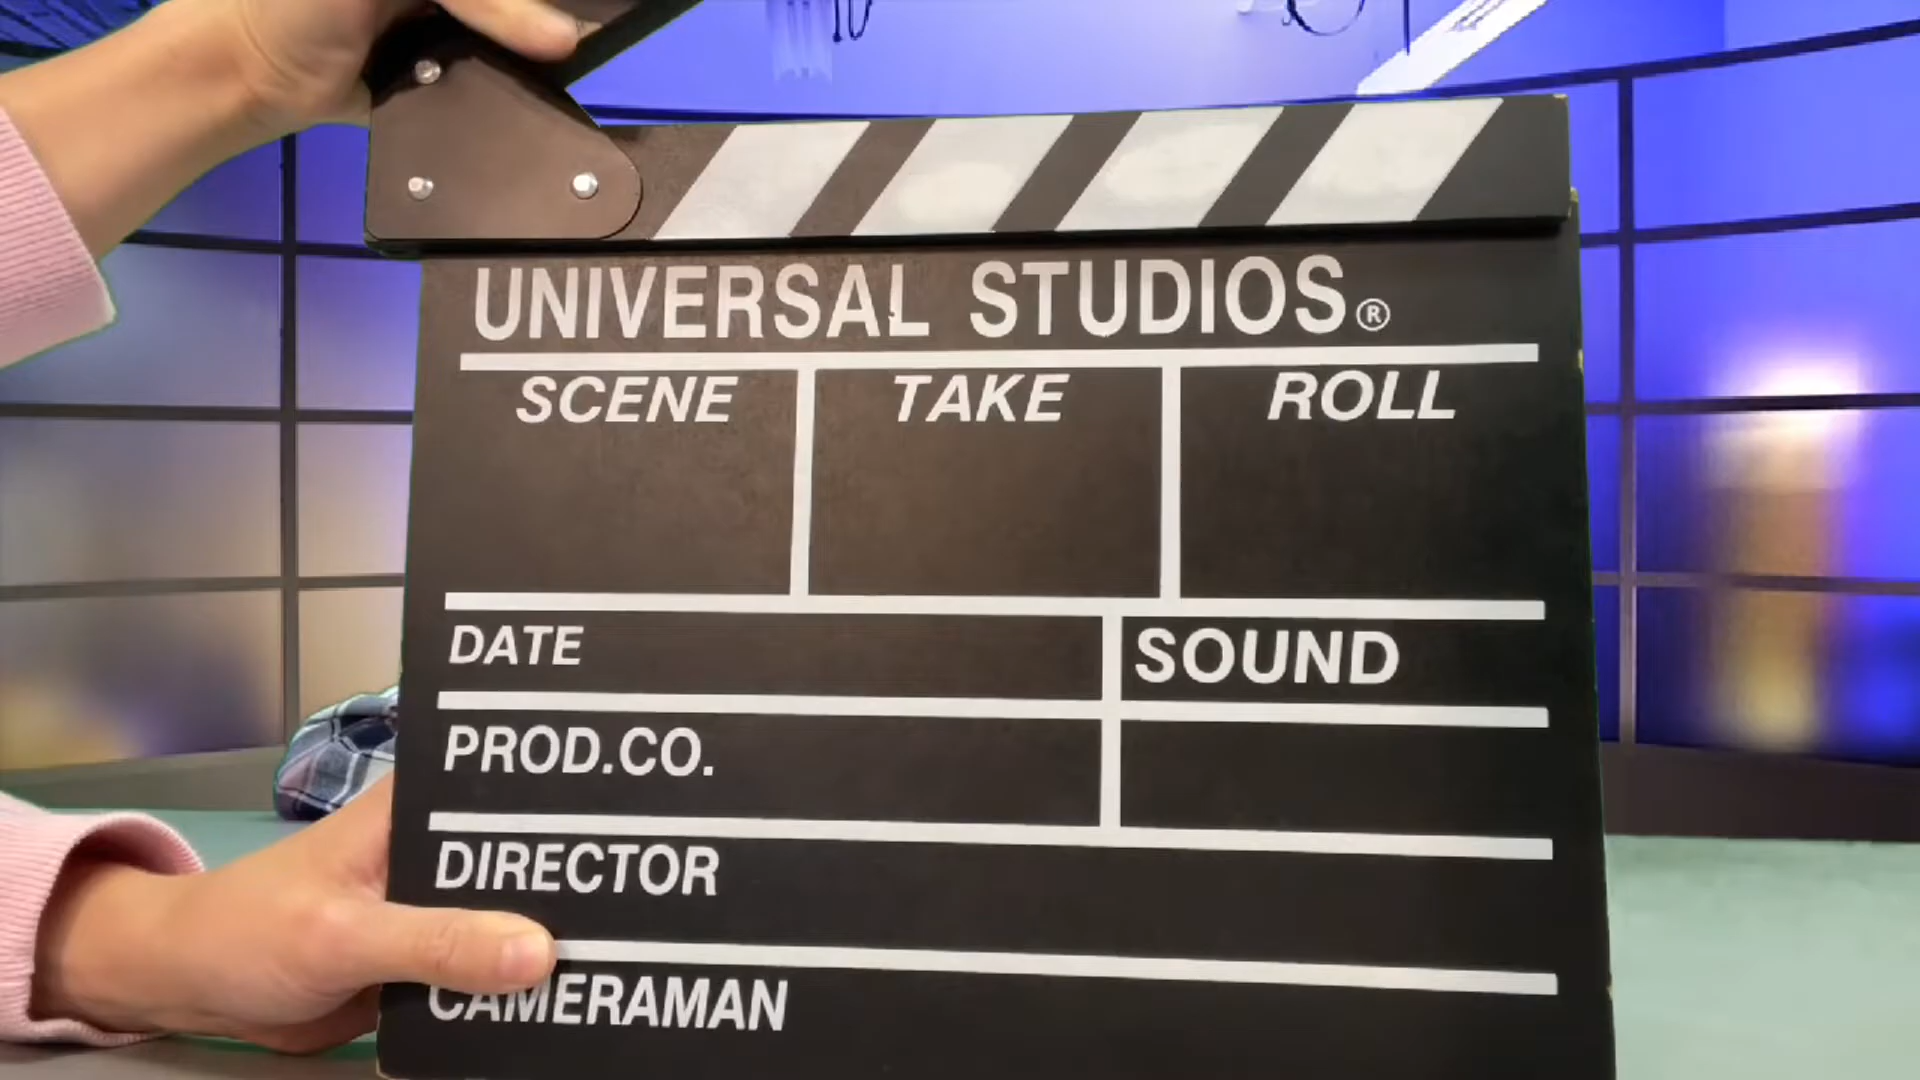 UNIVERSAL STUDIOS®
SCENE TAKE ROLL
DATE SOUND
PROD.CO.
DIRECTOR
CAMERAMAN